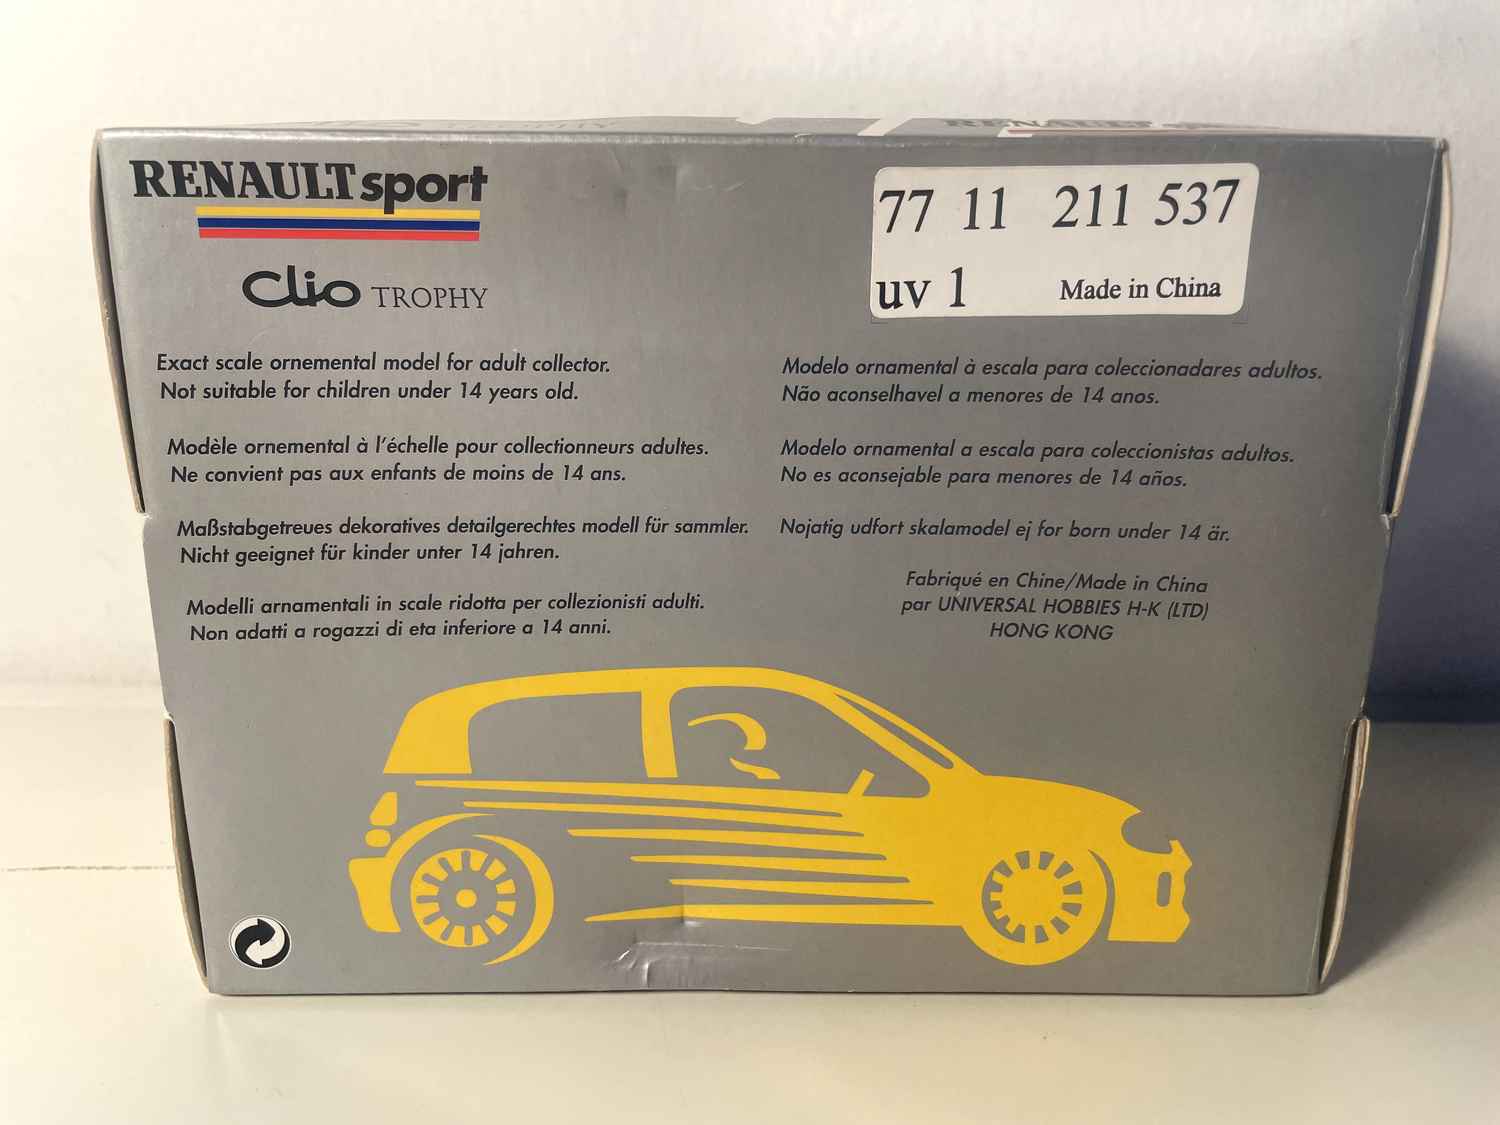 TROPHY
RENAULT sport
RENAULT sport
Clio TROPHY
77 11 211 537
uv 1 Made in China
Exact scale ornemental model for adult collector.
Not suitable for children under 14 years old.
Modèle ornemental à l'échelle pour collectionneurs adultes.
Ne convient pas aux enfants de moins de 14 ans.
Maßstabgetreues dekoratives detailgerechtes modell für sammler.
Nicht geeignet für kinder unter 14 jahren.
Modelli arnamentali in scale ridotta per collezionisti adulti.
Non adatti a rogazzi di eta inferiore a 14 anni.
Modelo ornamental à escala para coleccionadares adultos.
Não aconselhavel a menores de 14 anos.
Modelo ornamental a escala para coleccionistas adultos.
No es aconsejable para menores de 14 años.
Nojatig udfort skalamodel ej for born under 14 är.
Fabriqué en Chine/Made in China
par UNIVERSAL HOBBIES H-K (LTD)
HONG KONG